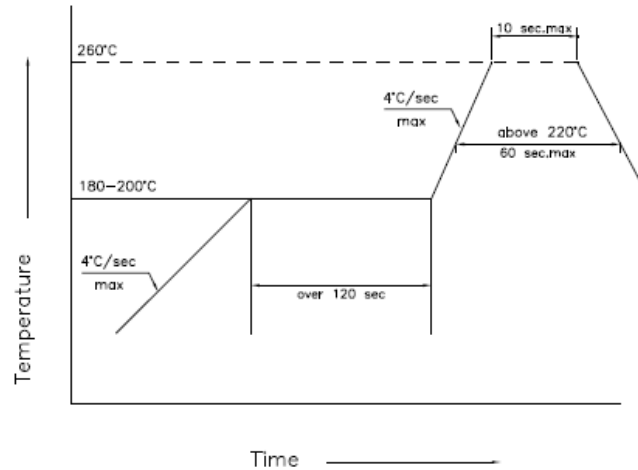 10 sec.max
260°C
4°C/sec
max
above 220°C
60 sec.max
180-200°C
4°C/sec
max
over 120 sec
Temperature
Time